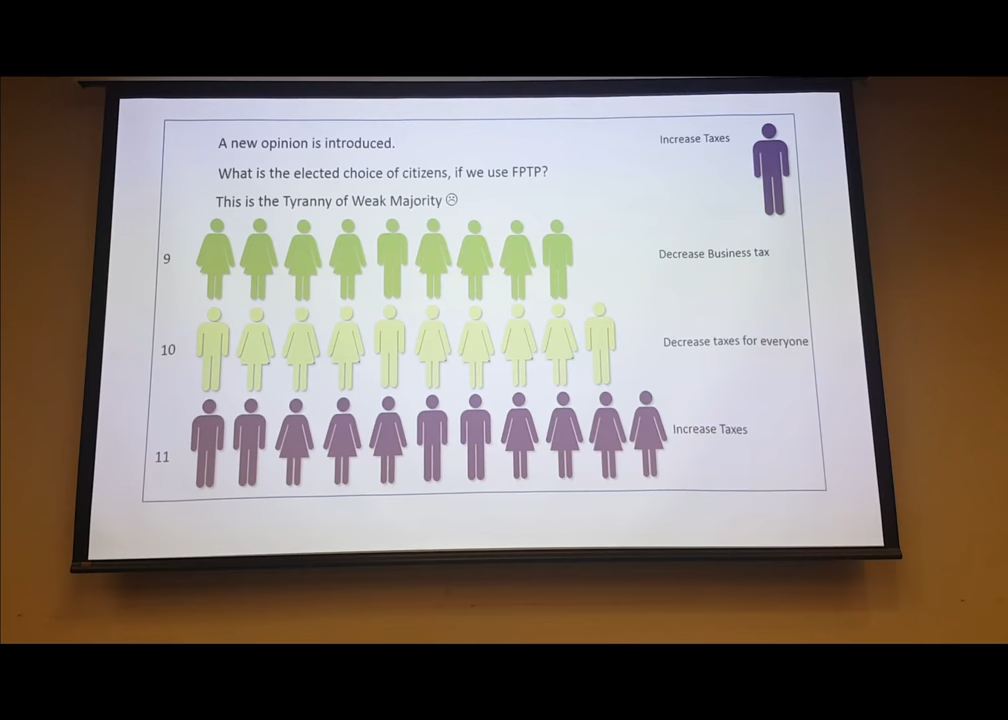 A new opinion is introduced.
Increase Taxes
What is the elected choice of citizens, if we use FPTP?
This is the Tyranny of Weak Majority ☹
9
Decrease Business tax
10
Decrease taxes for everyone
11
Increase Taxes